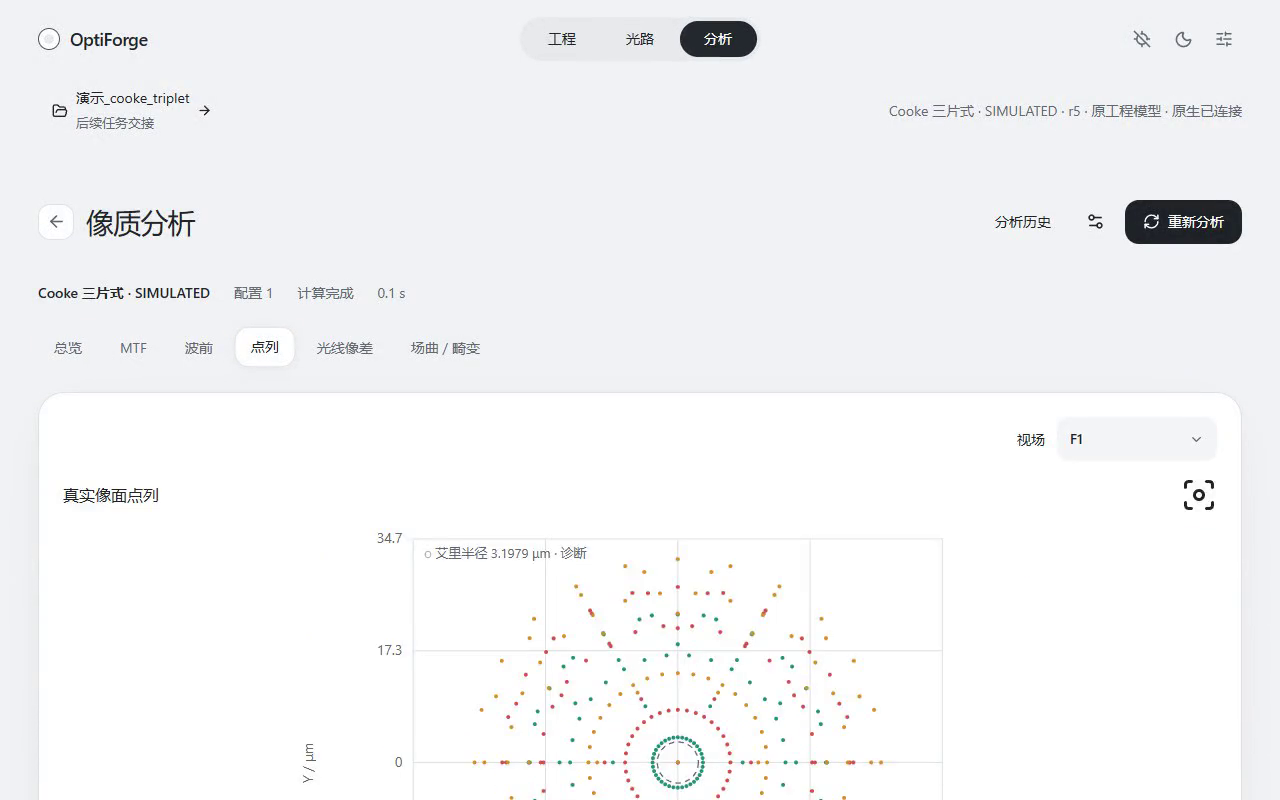 OptiForge
工程 光路 分析
演示_cooke_triplet
后续任务交接
Cooke 三片式 · SIMULATED · r5 · 原工程模型 · 原生已连接
像质分析
分析历史
重新分析
Cooke 三片式 · SIMULATED 配置 1 计算完成 0.1 s
总览 MTF 波前 点列 光线像差 场曲 / 畸变
视场 F1
真实像面点列
34.7
○ 艾里半径 3.1979 μm · 诊断
17.3
Y / μm
0